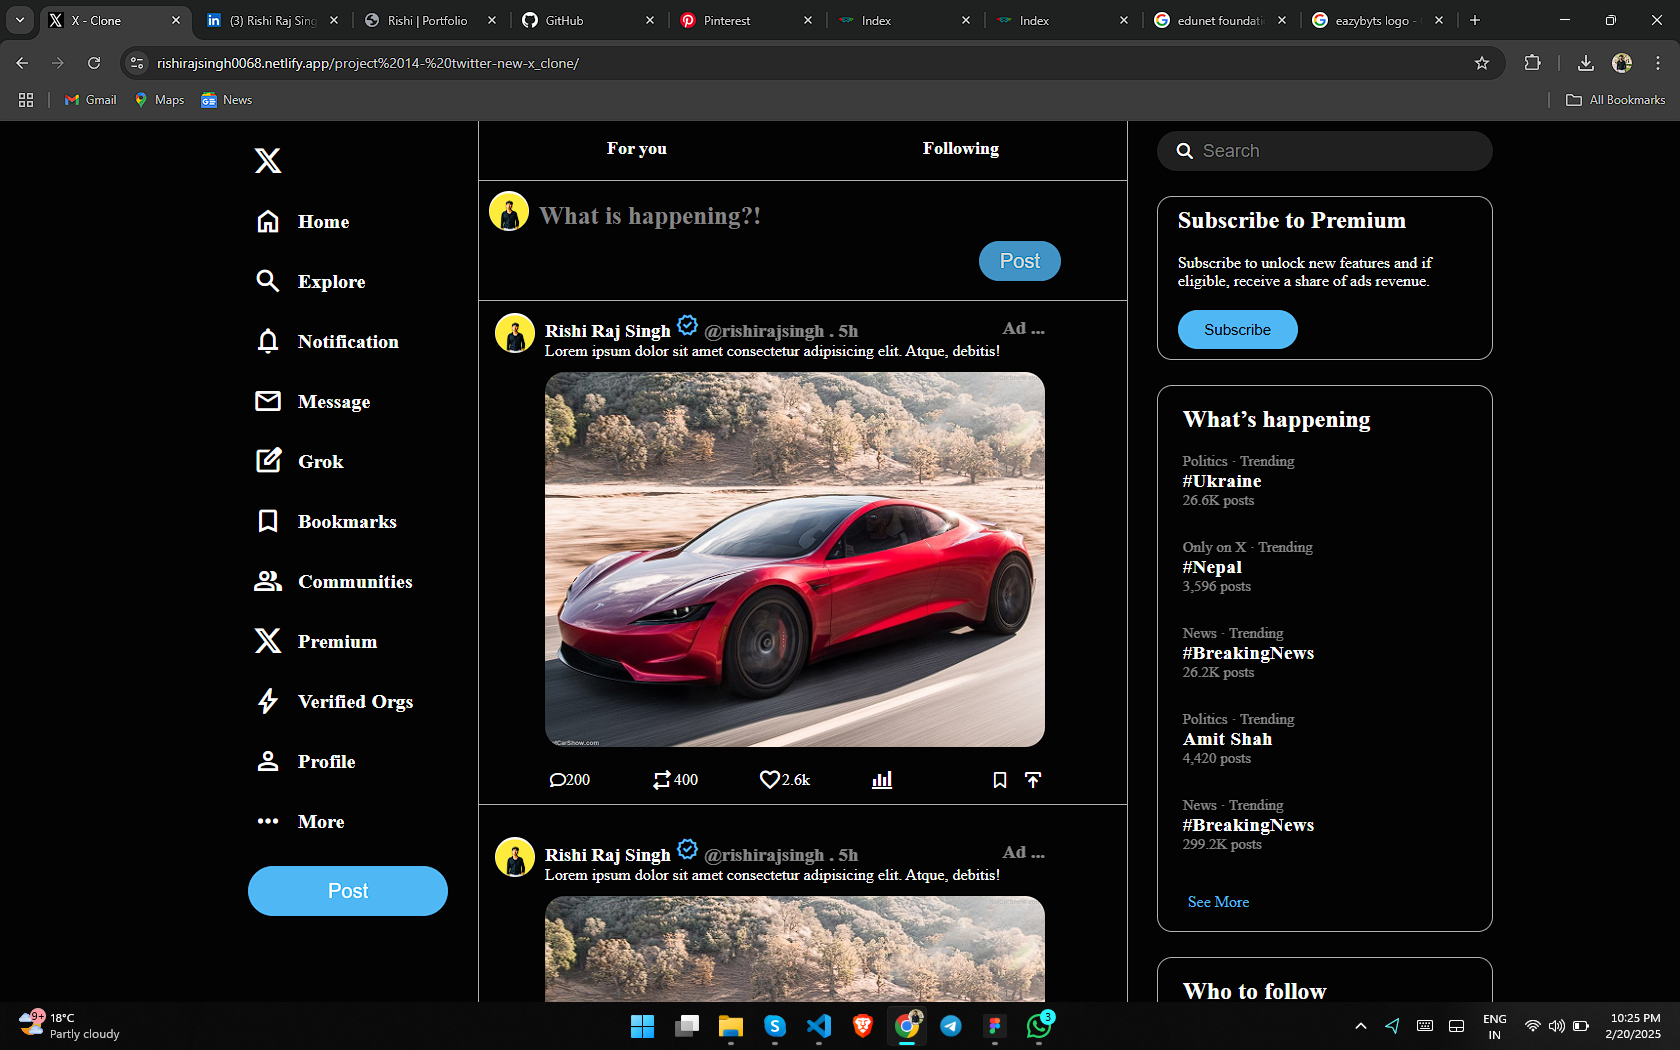 X - Clone
(3) Rishi Raj Sing
Rishi | Portfolio
GitHub
Pinterest
Index
Index
edunet foundati
eazybyts logo -
rishirajsingh0068.netlify.app/project%2014-%20twitter-new-x_clone/
Gmail
Maps
News
All Bookmarks
Home
Explore
Notification
Message
Grok
Bookmarks
Communities
Premium
Verified Orgs
Profile
More
Post
For you
Following
What is happening?!
Post
Rishi Raj Singh @rishirajsingh . 5h
Ad ...
Lorem ipsum dolor sit amet consectetur adipisicing elit. Atque, debitis!
200
400
2.6k
Rishi Raj Singh @rishirajsingh . 5h
Ad ...
Lorem ipsum dolor sit amet consectetur adipisicing elit. Atque, debitis!
Search
Subscribe to Premium
Subscribe to unlock new features and if
eligible, receive a share of ads revenue.
Subscribe
What’s happening
Politics · Trending
#Ukraine
26.6K posts
Only on X · Trending
#Nepal
3,596 posts
News · Trending
#BreakingNews
26.2K posts
Politics · Trending
Amit Shah
4,420 posts
News · Trending
#BreakingNews
299.2K posts
See More
Who to follow
9+
18°C
Partly cloudy
3
ENG
IN
10:25 PM
2/20/2025